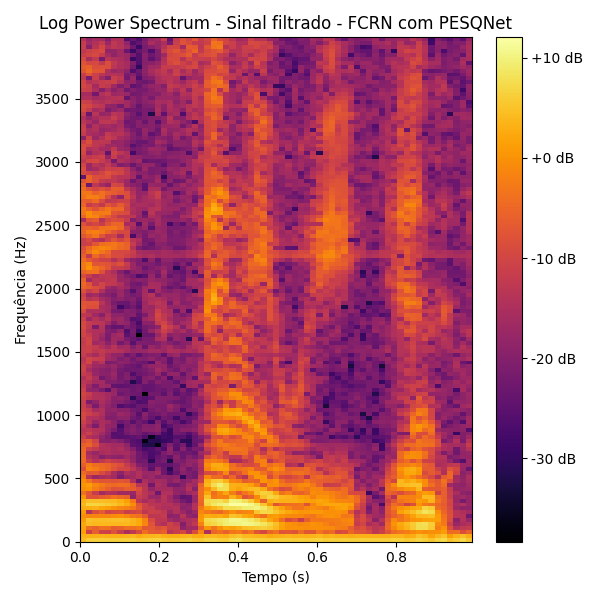 Log Power Spectrum - Sinal filtrado - FCRN com PESQNet
Frequência (Hz)
3500
3000
2500
2000
1500
1000
500
0
0.0 0.2 0.4 0.6 0.8
Tempo (s)
+10 dB
+0 dB
-10 dB
-20 dB
-30 dB